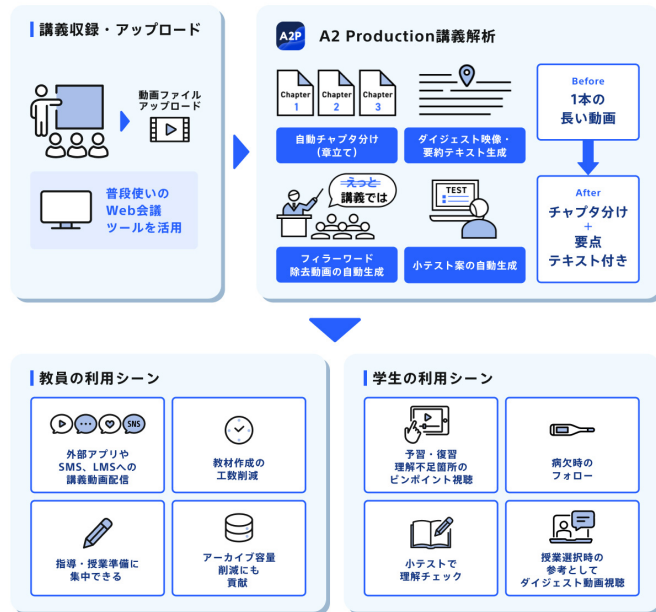 講義収録・アップロード
動画ファイル
アップロード
普段使いの
Web会議
ツールを活用
A2P
A2 Production講義解析
Chapter
1
Chapter
2
Chapter
3
自動チャプタ分け
(章立て)
ダイジェスト映像・
要約テキスト生成
えっと
講義では
フィラーワード
除去動画の自動生成
TEST
小テスト案の自動生成
Before
1本の
長い動画
After
チャプタ分け
+
要点
テキスト付き
教員の利用シーン
SNS
外部アプリや
SMS、LMSへの
講義動画配信
教材作成の
工数削減
指導・授業準備に
集中できる
アーカイブ容量
削減にも
貢献
学生の利用シーン
予習・復習
理解不足箇所の
ピンポイント視聴
病欠時の
フォロー
小テストで
理解チェック
授業選択時の
参考として
ダイジェスト動画視聴